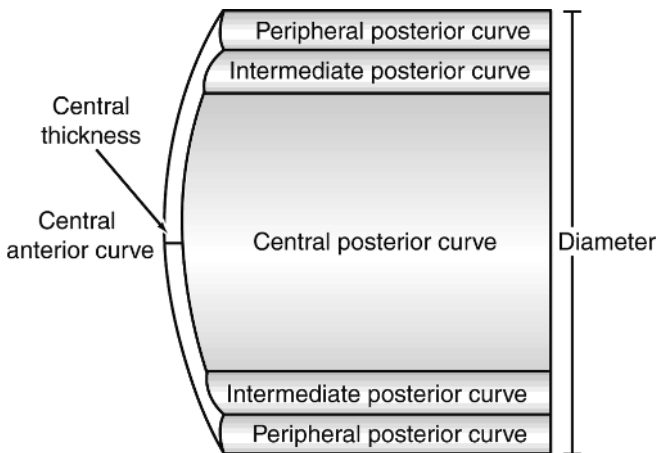 Peripheral posterior curve
Intermediate posterior curve
Central
thickness
Central
anterior curve
Central posterior curve
Diameter
Intermediate posterior curve
Peripheral posterior curve